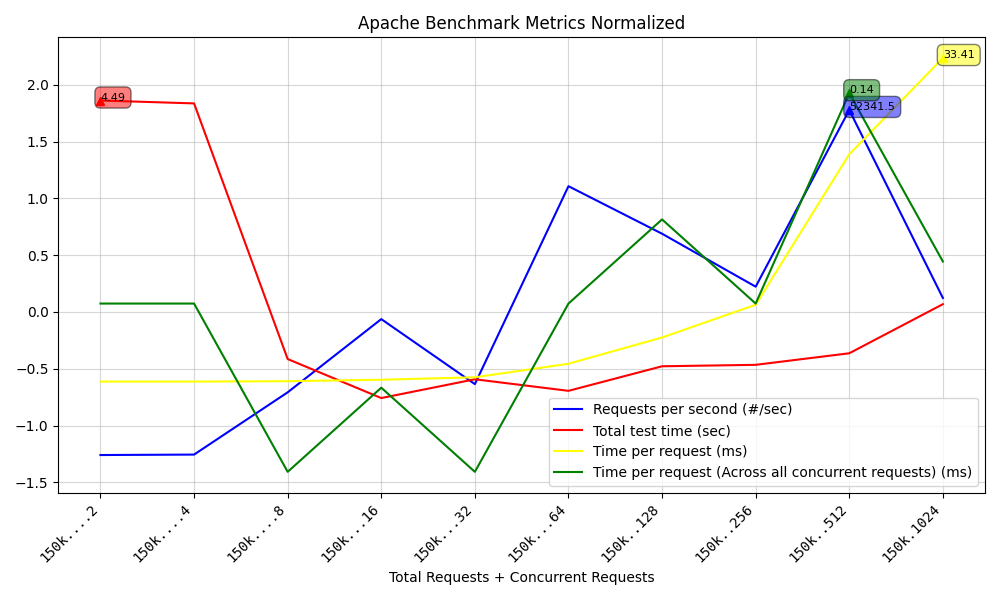 Apache Benchmark Metrics Normalized
33.41
4.49
0.14
52341.5
2.0
1.5
1.0
0.5
0.0
−0.5
−1.0
−1.5
Requests per second (#/sec)
Total test time (sec)
Time per request (ms)
Time per request (Across all concurrent requests) (ms)
150k....2
150k....4
150k....8
150k...16
150k...32
150k...64
150k..128
150k..256
150k..512
150k.1024
Total Requests + Concurrent Requests